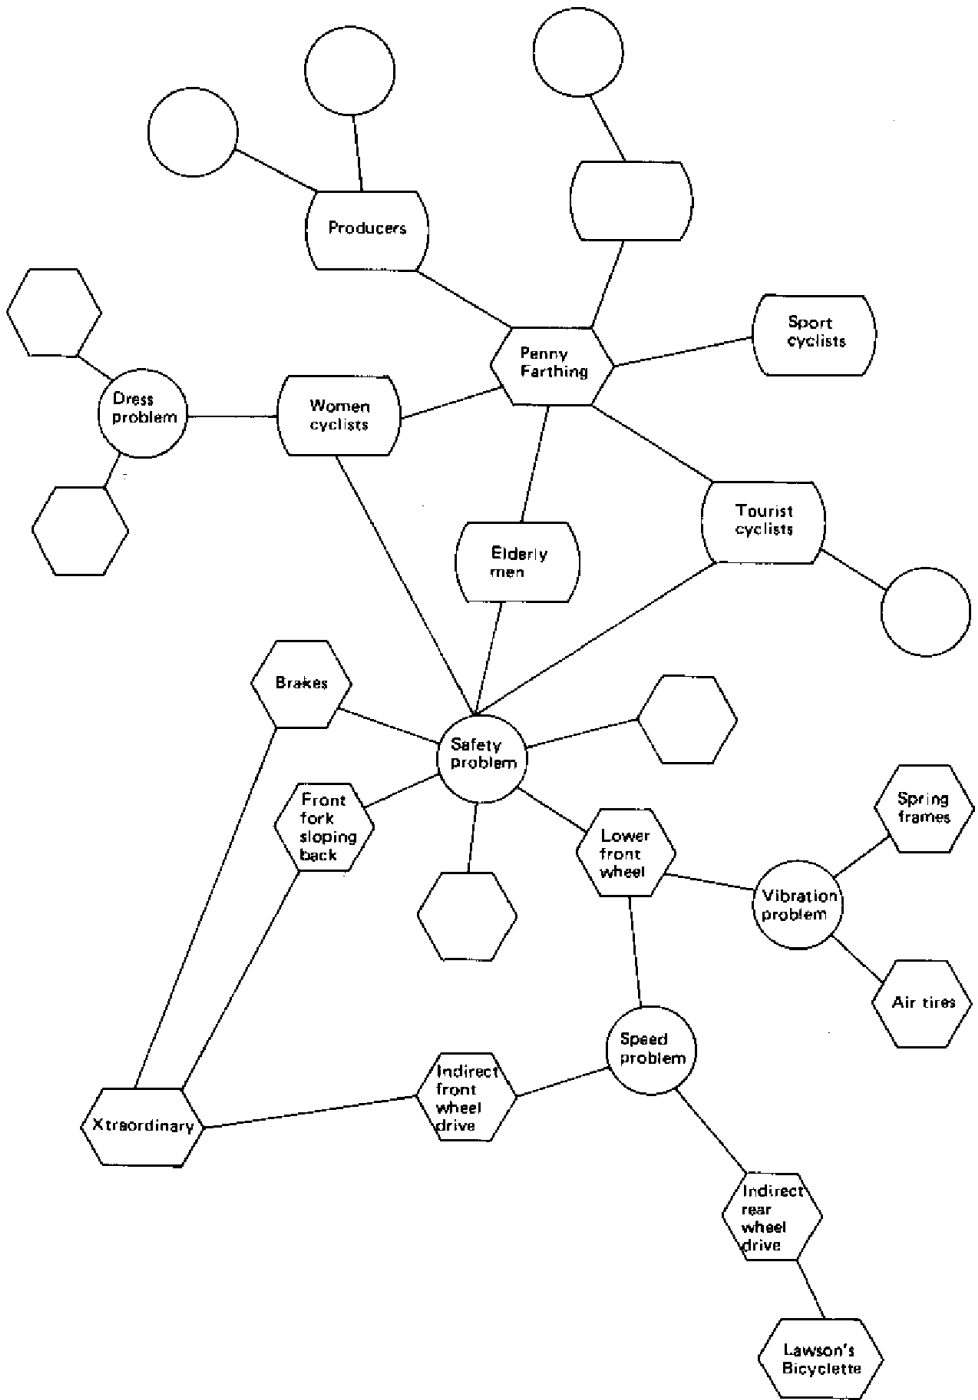 Producers
Sport
cyclists
Penny
Farthing
Dress
problem
Women
cyclists
Tourist
cyclists
Elderly
men
Brakes
Safety
problem
Front
fork
sloping
back
Spring
frames
Lower
front
wheel
Vibration
problem
Air tires
Speed
problem
Indirect
front
wheel
drive
Xtraordinary
Indirect
rear
wheel
drive
Lawson's
Bicyclette